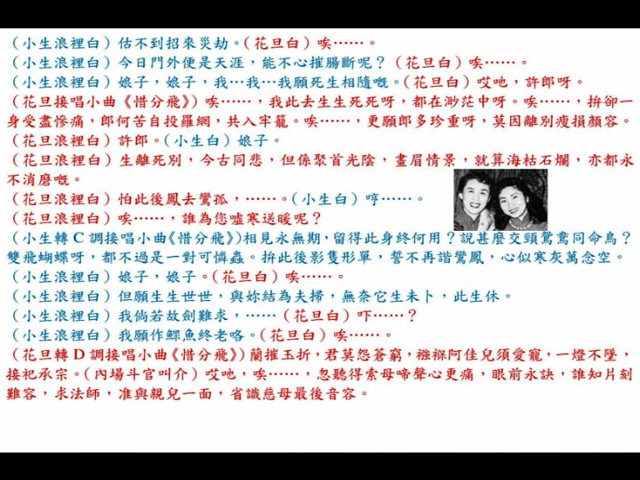 （小生浪裡白）估不到招來災劫。（花旦白）唉……。
（小生浪裡白）今日門外便是天涯，能不心摧腸斷呢？（花旦白）唉……。
（小生浪裡白）娘子，娘子，我…我…我願死生相隨嘅。（花旦白）哎吔，許郎呀。
（花旦接唱小曲《惜分飛》）唉……，我此去生生死死呀，都在渺茫中呀。唉……，拚卻一
身受盡慘痛，郎何苦自投羅網，共入牢籠。唉……，更願郎多珍重呀，莫因離別瘦損顏容。
（花旦浪裡白）許郎。（小生白）娘子。
（花旦浪裡白）生離死別，今古同悲，但係聚首光陰，畫眉情景，就算海枯石爛，亦都永
不消磨嘅。
（花旦浪裡白）怕此後鳳去鸞孤，……。（小生白）哼……。
（花旦浪裡白）唉……，誰為您噓寒送暖呢？
（小生轉C調接唱小曲《惜分飛》）相見永無期，留得此身終何用？說甚麼交頸鴛鴦同命鳥？
雙飛蝴蝶呀，都不過是一對可憐蟲。拚此後影隻形單，誓不再諧鸞鳳，心似寒灰萬念空。
（小生浪裡白）娘子，娘子。（花旦白）唉……。
（小生浪裡白）但願生生世世，與妳結為夫掃，無奈它生未卜，此生休。
（小生浪裡白）我倘若故劍難求，……（花旦白）吓……？
（小生浪裡白）我願作鰥魚終老咯。（花旦白）唉……。
（花旦轉D調接唱小曲《惜分飛》）蘭摧玉折，君莫怨蒼窮，襁褓阿佳兒須愛寵，一燈不墜，
接祀承宗。（內場斗官叫介）哎吔，唉……，忽聽得索母啼聲心更痛，眼前永訣，誰知片刻
難容，求法師，准與親兒一面，省識慈母最後音容。